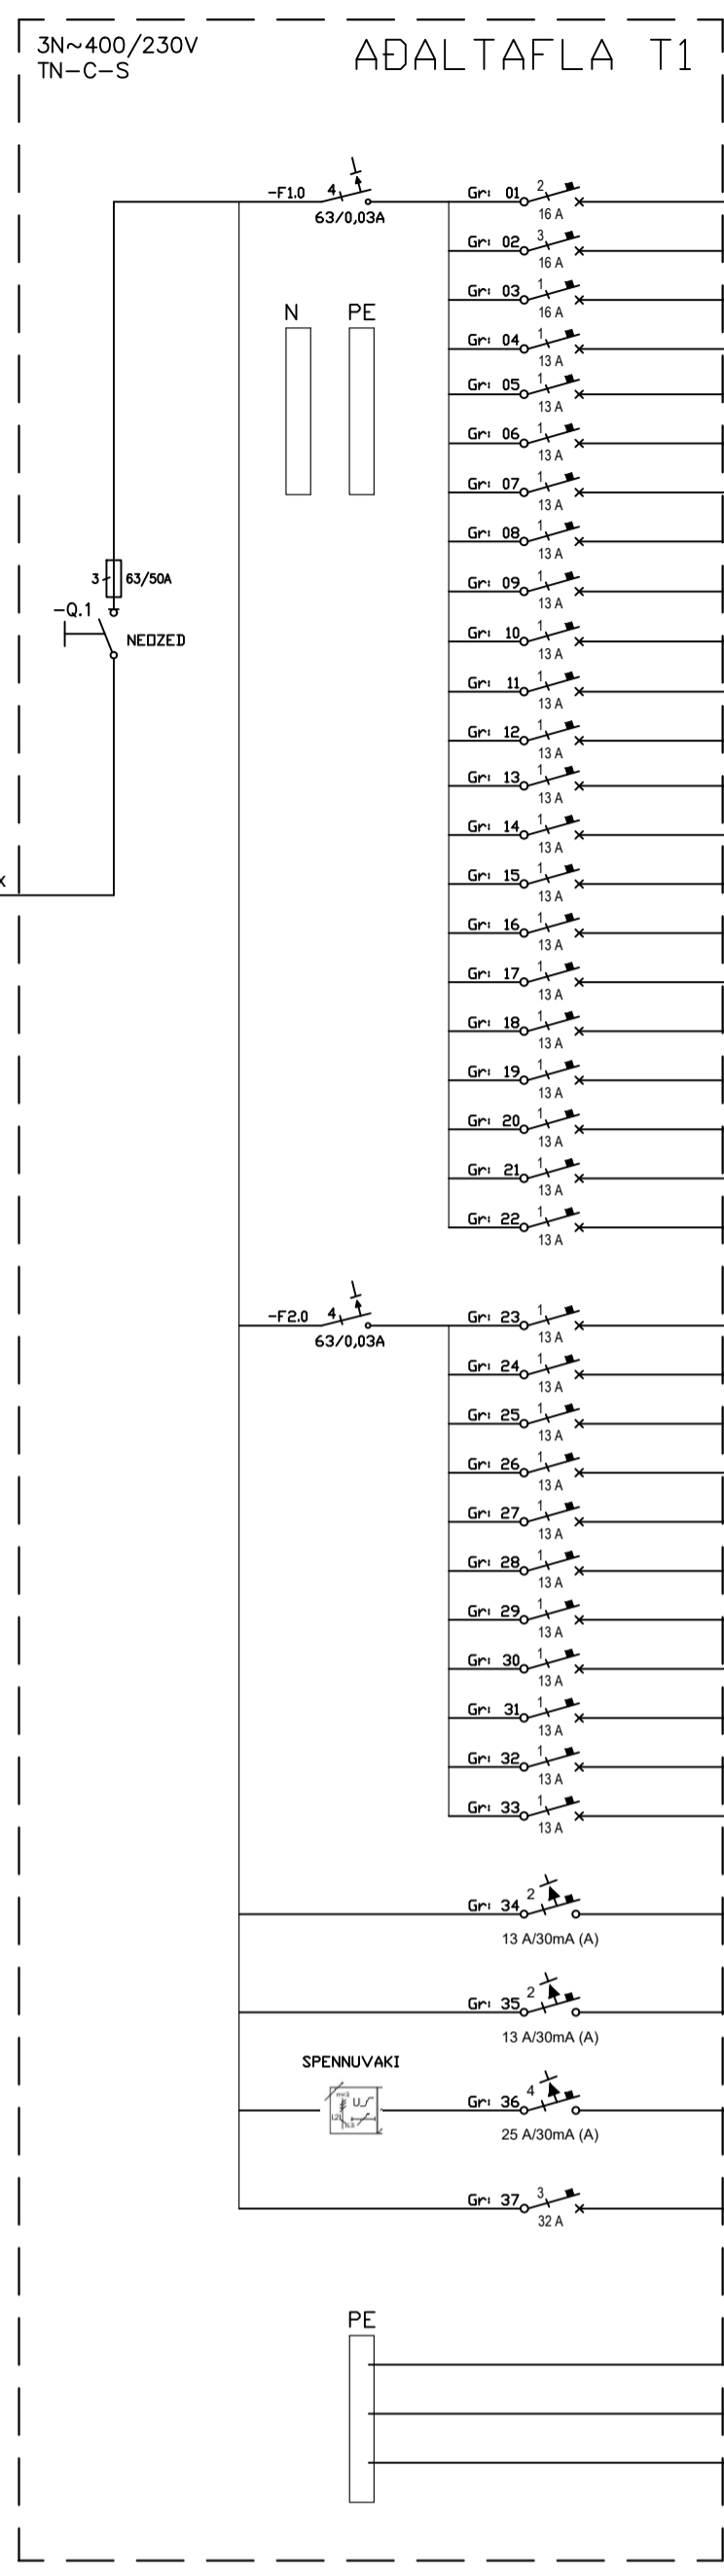 3N~400/230V
TN-C-S
AÐALTAFLA T1
-F1.0 4 63/0,03A
N PE
Gr: 01 2 16 A
Gr: 02 3 16 A
Gr: 03 1 16 A
Gr: 04 1 13 A
Gr: 05 1 13 A
Gr: 06 1 13 A
Gr: 07 1 13 A
Gr: 08 1 13 A
Gr: 09 1 13 A
Gr: 10 1 13 A
Gr: 11 1 13 A
Gr: 12 1 13 A
Gr: 13 1 13 A
Gr: 14 1 13 A
Gr: 15 1 13 A
Gr: 16 1 13 A
Gr: 17 1 13 A
Gr: 18 1 13 A
Gr: 19 1 13 A
Gr: 20 1 13 A
Gr: 21 1 13 A
Gr: 22 1 13 A
3 63/50A
-Q.1
NEOZED
x
-F2.0 4 63/0,03A
Gr: 23 1 13 A
Gr: 24 1 13 A
Gr: 25 1 13 A
Gr: 26 1 13 A
Gr: 27 1 13 A
Gr: 28 1 13 A
Gr: 29 1 13 A
Gr: 30 1 13 A
Gr: 31 1 13 A
Gr: 32 1 13 A
Gr: 33 1 13 A
Gr: 34 2 13 A/30mA (A)
Gr: 35 2 13 A/30mA (A)
SPENNUVAKI
U
Gr: 36 4 25 A/30mA (A)
Gr: 37 3 32 A
PE